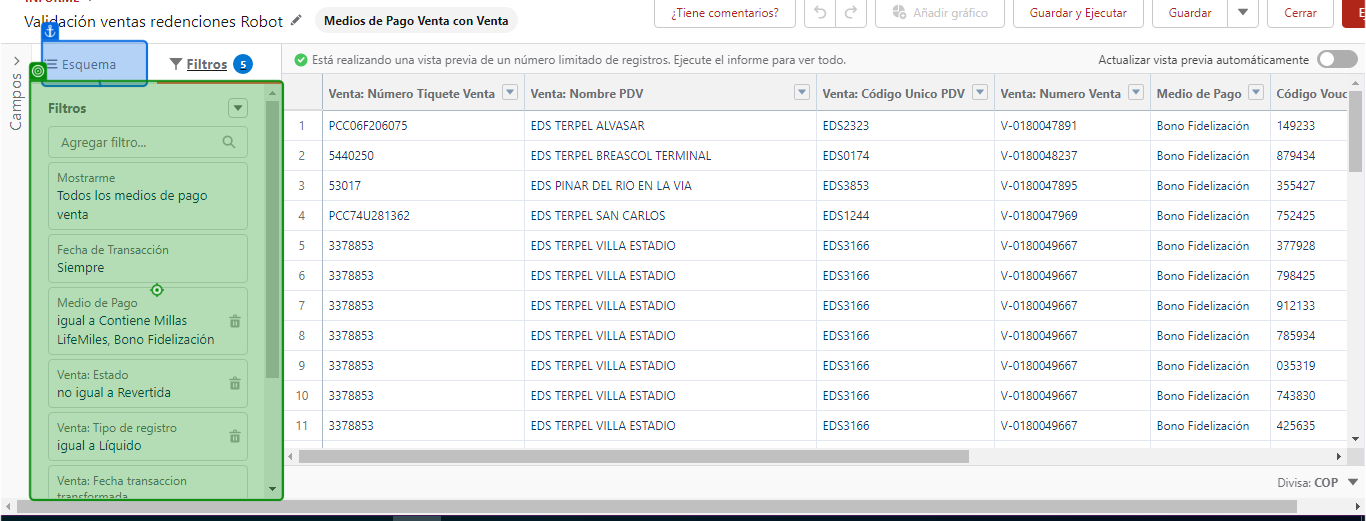 INFORME
Validación ventas redenciones Robot
Medios de Pago Venta con Venta
¿Tiene comentarios?
Añadir gráfico
Guardar y Ejecutar
Guardar
Cerrar
E
Campos
Esquema
Filtros 5
Está realizando una vista previa de un número limitado de registros. Ejecute el informe para ver todo.
Actualizar vista previa automáticamente
Filtros
Agregar filtro...
Mostrarme
Todos los medios de pago
venta
Fecha de Transacción
Siempre
Medio de Pago
igual a Contiene Millas
LifeMiles, Bono Fidelización
Venta: Estado
no igual a Revertida
Venta: Tipo de registro
igual a Líquido
Venta: Fecha transaccion
transformada
Venta: Número Tiquete Venta Venta: Nombre PDV Venta: Código Unico PDV Venta: Numero Venta Medio de Pago Código Vouc
1 PCC06F206075 EDS TERPEL ALVASAR EDS2323 V-0180047891 Bono Fidelización 149233
2 5440250 EDS TERPEL BREASCOL TERMINAL EDS0174 V-0180048237 Bono Fidelización 879434
3 53017 EDS PINAR DEL RIO EN LA VIA EDS3853 V-0180047895 Bono Fidelización 355427
4 PCC74U281362 EDS TERPEL SAN CARLOS EDS1244 V-0180047969 Bono Fidelización 752425
5 3378853 EDS TERPEL VILLA ESTADIO EDS3166 V-0180049667 Bono Fidelización 377928
6 3378853 EDS TERPEL VILLA ESTADIO EDS3166 V-0180049667 Bono Fidelización 798425
7 3378853 EDS TERPEL VILLA ESTADIO EDS3166 V-0180049667 Bono Fidelización 912133
8 3378853 EDS TERPEL VILLA ESTADIO EDS3166 V-0180049667 Bono Fidelización 785934
9 3378853 EDS TERPEL VILLA ESTADIO EDS3166 V-0180049667 Bono Fidelización 035319
10 3378853 EDS TERPEL VILLA ESTADIO EDS3166 V-0180049667 Bono Fidelización 743830
11 3378853 EDS TERPEL VILLA ESTADIO EDS3166 V-0180049667 Bono Fidelización 425635
Divisa: COP